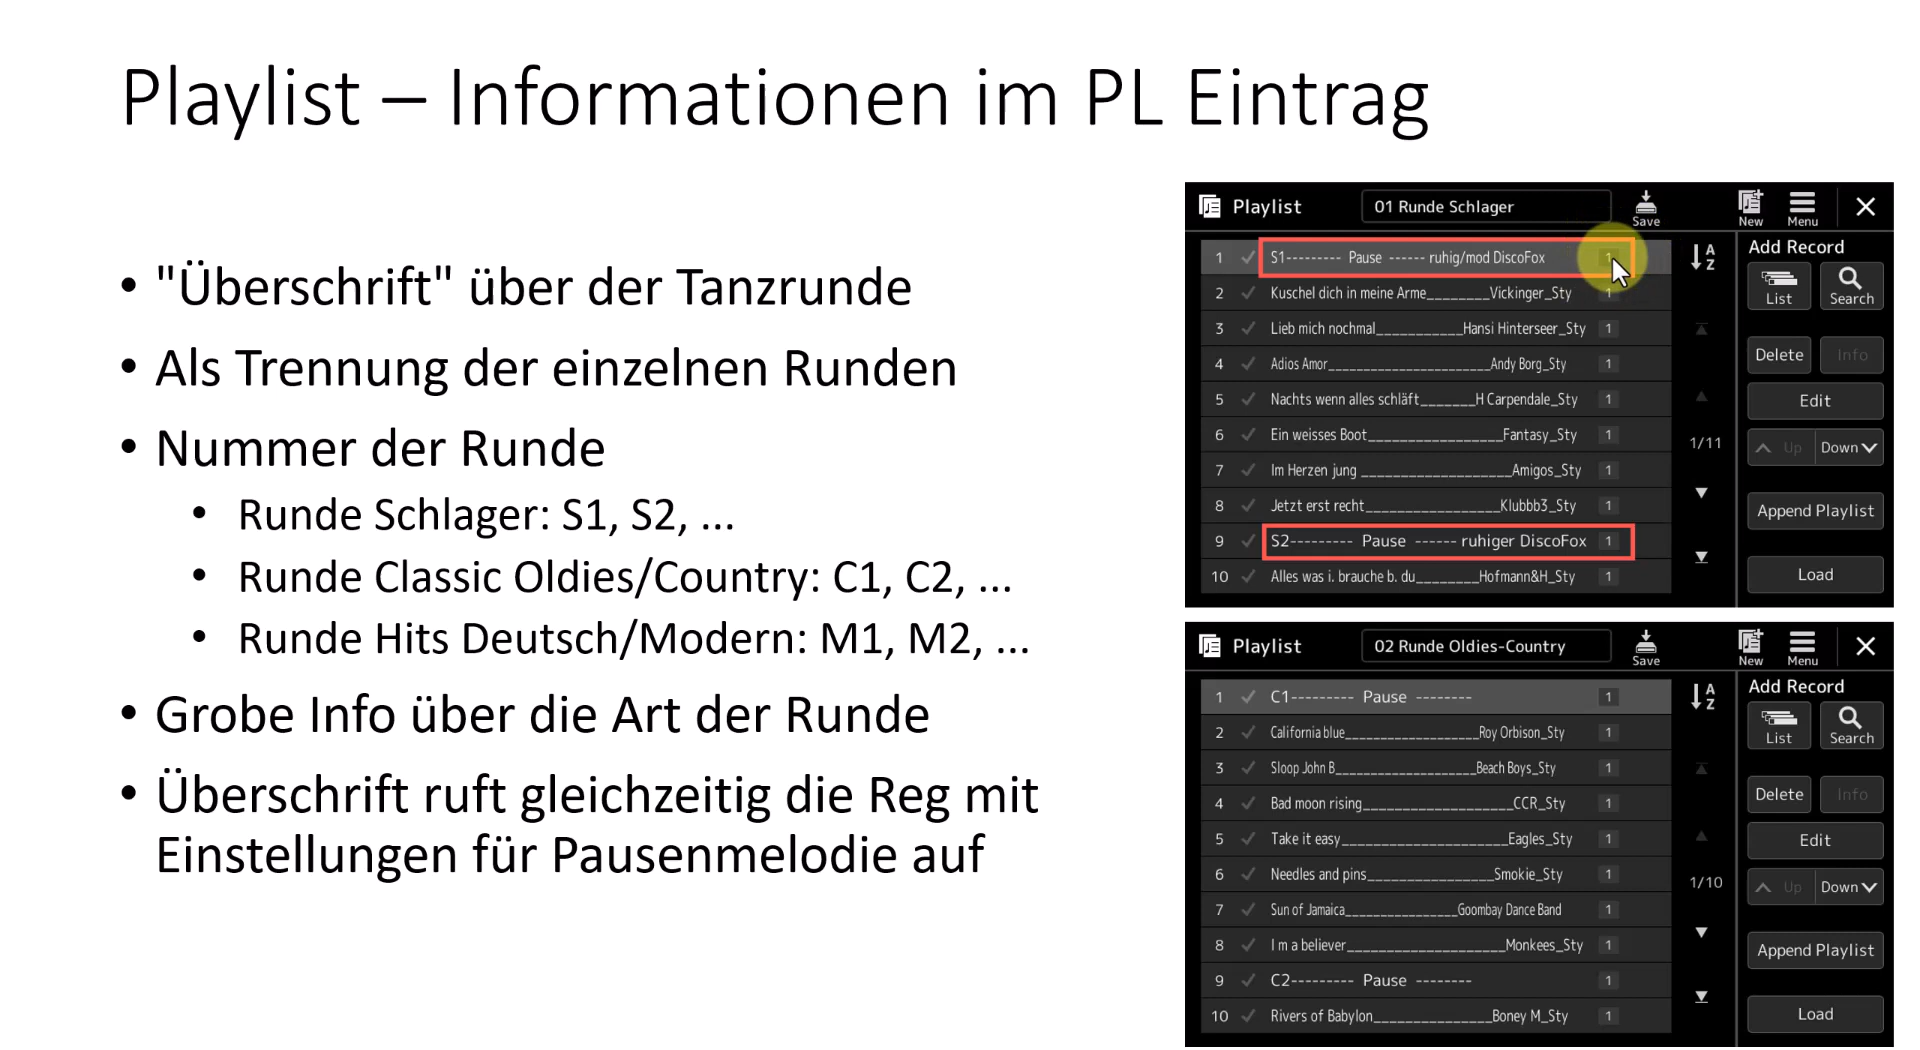 Playlist – Informationen im PL Eintrag
• "Überschrift" über der Tanzrunde
• Als Trennung der einzelnen Runden
• Nummer der Runde
• Runde Schlager: S1, S2, ...
• Runde Classic Oldies/Country: C1, C2, ...
• Runde Hits Deutsch/Modern: M1, M2, ...
• Grobe Info über die Art der Runde
• Überschrift ruft gleichzeitig die Reg mit
Einstellungen für Pausenmelodie auf
Playlist 01 Runde Schlager Save New Menu
1 S1--------- Pause ------ ruhig/mod DiscoFox
2 Kuschel dich in meine Arme________Vickinger_Sty 1
3 Lieb mich nochmal___________Hansi Hinterseer_Sty 1
4 Adios Amor_____________________Andy Borg_Sty 1
5 Nachts wenn alles schläft_______H Carpendale_Sty 1
6 Ein weisses Boot_________________Fantasy_Sty 1
7 Im Herzen jung ___________________Amigos_Sty 1
8 Jetzt erst recht_________________Klubbb3_Sty 1
9 S2--------- Pause ------ ruhiger DiscoFox 1
10 Alles was i. brauche b. du________Hofmann&H_Sty 1
A
Z
1/11
Add Record
List Search
Delete Info
Edit
Up Down
Append Playlist
Load
Playlist 02 Runde Oldies-Country Save New Menu
1 C1--------- Pause -------- 1
2 California blue_________________Roy Orbison_Sty 1
3 Sloop John B__________________Beach Boys_Sty 1
4 Bad moon rising___________________CCR_Sty 1
5 Take it easy_____________________Eagles_Sty 1
6 Needles and pins________________Smokie_Sty 1
7 Sun of Jamaica______________Goombay Dance Band 1
8 I m a believer____________________Monkees_Sty 1
9 C2--------- Pause -------- 1
10 Rivers of Babylon_______________Boney M_Sty 1
A
Z
1/10
Add Record
List Search
Delete Info
Edit
Up Down
Append Playlist
Load